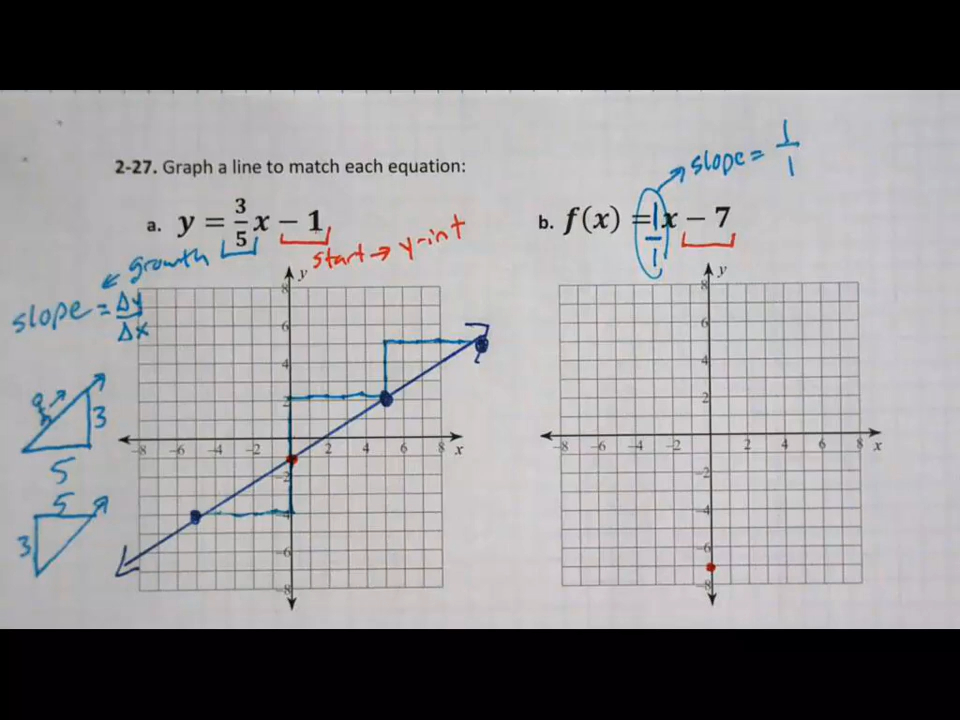 2-27. Graph a line to match each equation:
slope = 1/1
a. y = 3/5 x − 1
b. f(x) = 1/1 x − 7
growth
start → y-int
slope = Δy/Δx
y
8
6
4
2
-8 -6 -4 -2 2 4 6 8 x
-2
-4
-6
-8
y
8
6
4
2
-8 -6 -4 -2 2 4 6 8 x
-2
-4
-6
-8
3
5
5
3